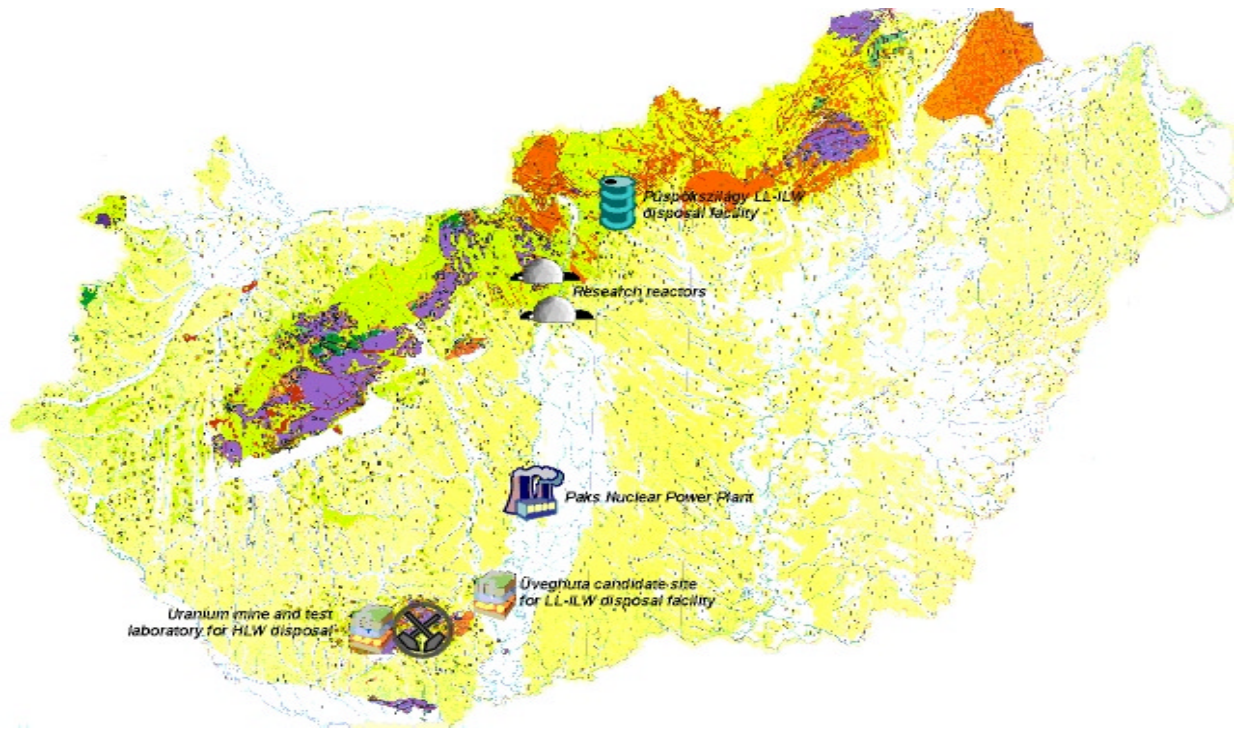 Püspökszilágy LL-ILW
disposal facility
Research reactors
Paks Nuclear Power Plant
Üveghuta candidate site
for LL-ILW disposal facility
Uranium mine and test
laboratory for HLW disposal